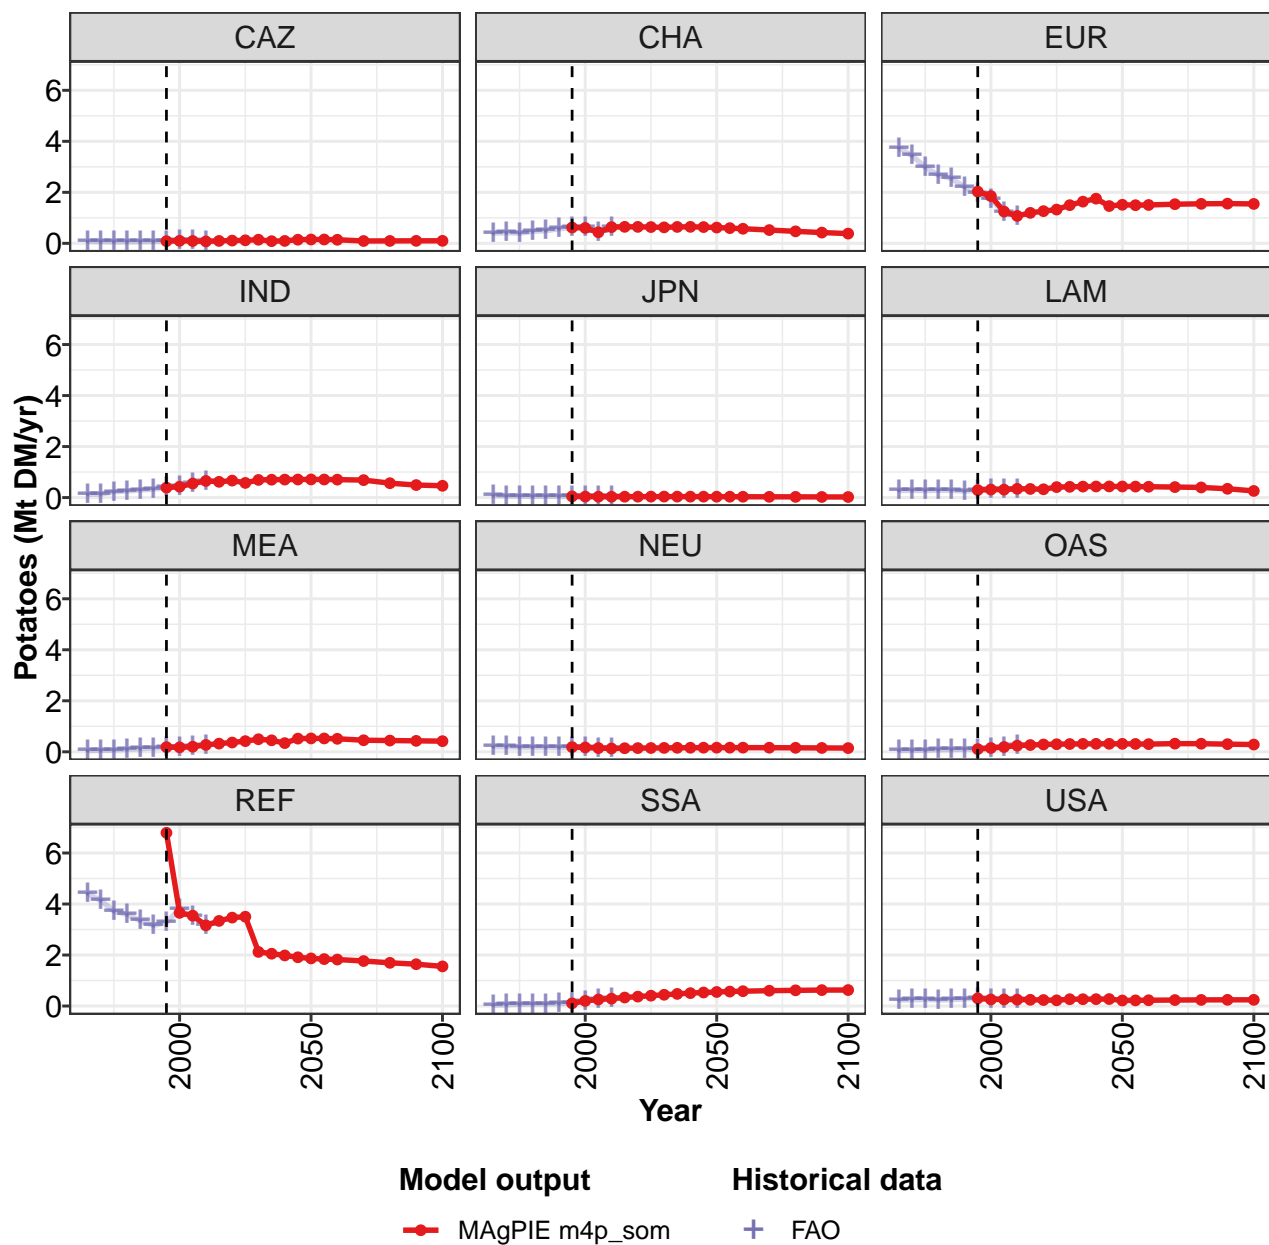 CAZ CHA EUR
6
4
2
0
IND JPN LAM
6
4
2
0
Potatoes (Mt DM/yr)
MEA NEU OAS
6
4
2
0
REF SSA USA
6
4
2
0
2000 2050 2100 2000 2050 2100 2000 2050 2100
Year
Model output Historical data
MAgPIE m4p_som FAO